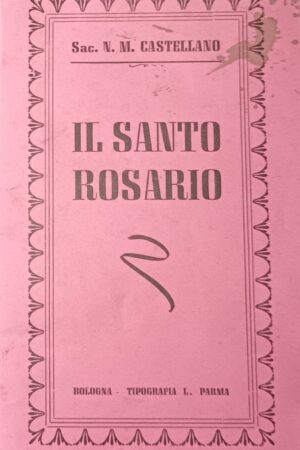 Sac. N. M. CASTELLANO
IL SANTO
ROSARIO
BOLOGNA - TIPOGRAFIA L. PARMA